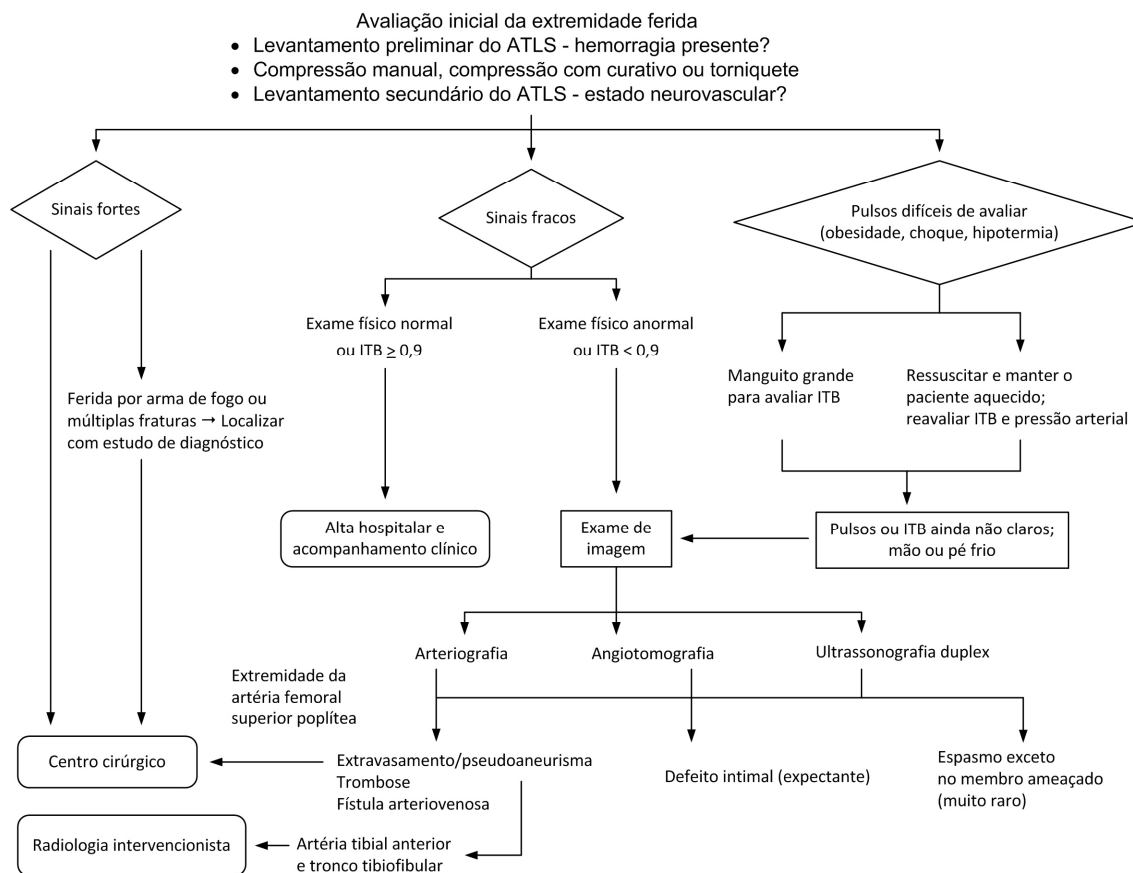 Avaliação inicial da extremidade ferida
• Levantamento preliminar do ATLS - hemorragia presente?
• Compressão manual, compressão com curativo ou torniquete
• Levantamento secundário do ATLS - estado neurovascular?
Sinais fortes
Sinais fracos
Pulsos difíceis de avaliar
(obesidade, choque, hipotermia)
Exame físico normal
ou ITB ≥ 0,9
Exame físico anormal
ou ITB < 0,9
Manguito grande
para avaliar ITB
Ressuscitar e manter o
paciente aquecido;
reavaliar ITB e pressão arterial
Ferida por arma de fogo ou
múltiplas fraturas → Localizar
com estudo de diagnóstico
Alta hospitalar e
acompanhamento clínico
Exame de
imagem
Pulsos ou ITB ainda não claros;
mão ou pé frio
Arteriografia
Angiotomografia
Ultrassonografia duplex
Extremidade da
artéria femoral
superior poplítea
Centro cirúrgico
Extravasamento/pseudoaneurisma
Trombose
Fístula arteriovenosa
Defeito intimal (expectante)
Espasmo exceto
no membro ameaçado
(muito raro)
Radiologia intervencionista
Artéria tibial anterior
e tronco tibiofibular